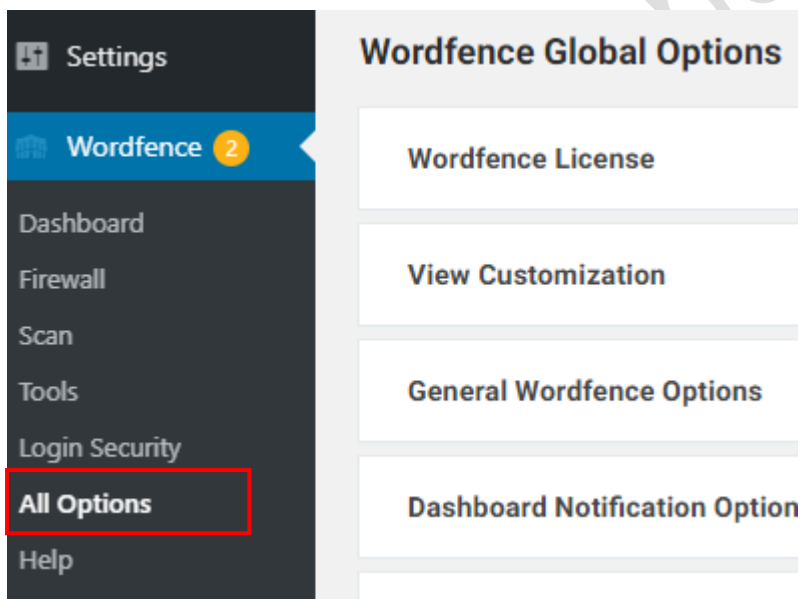 Settings
Wordfence 2
Dashboard
Firewall
Scan
Tools
Login Security
All Options
Help
Wordfence Global Options
Wordfence License
View Customization
General Wordfence Options
Dashboard Notification Option